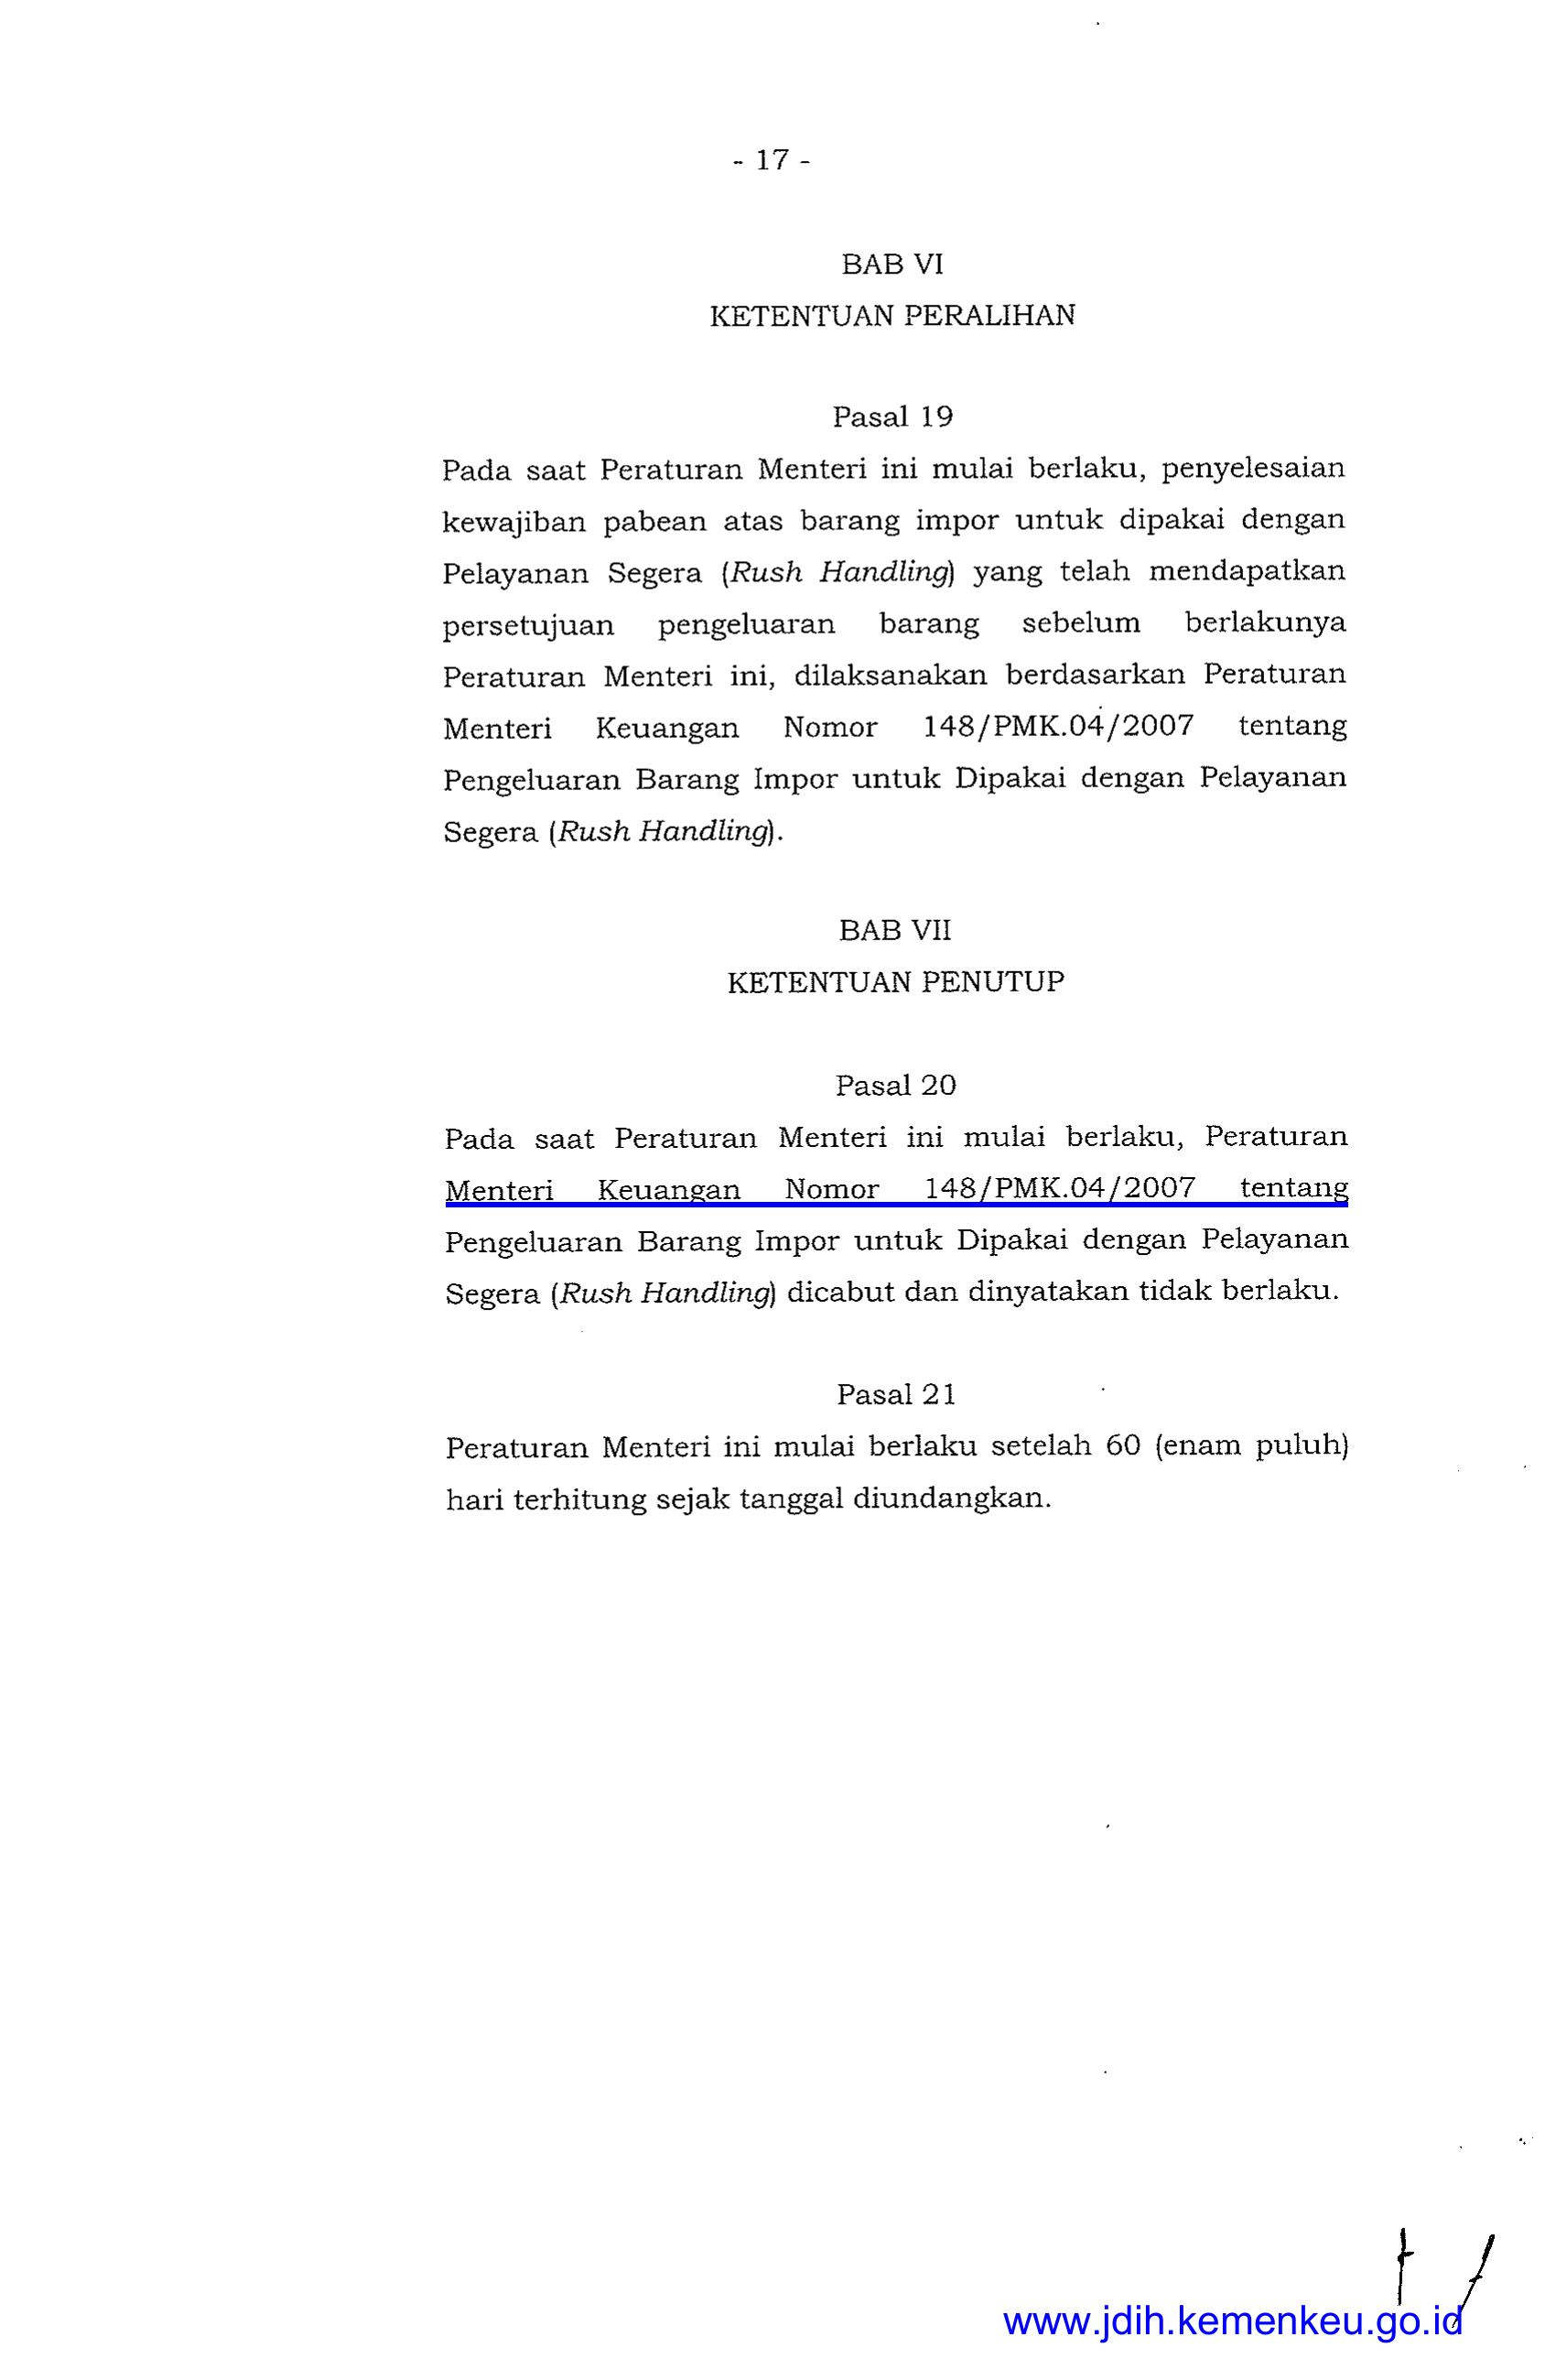 - 17 -
BAB VI
KETENTUAN PERALIHAN
Pasal 19
Pada saat Peraturan Menteri ini mulai berlaku, penyelesaian
kewajiban pabean atas barang impor untuk dipakai dengan
Pelayanan Segera (Rush Handling) yang telah mendapatkan
persetujuan pengeluaran barang sebelum berlakunya
Peraturan Menteri ini, dilaksanakan berdasarkan Peraturan
Menteri Keuangan Nomor 148/PMK.04/2007 tentang
Pengeluaran Barang Impor untuk Dipakai dengan Pelayanan
Segera (Rush Handling).
BAB VII
KETENTUAN PENUTUP
Pasal 20
Pada saat Peraturan Menteri ini mulai berlaku, Peraturan
Menteri Keuangan Nomor 148/PMK.04/2007 tentang
Pengeluaran Barang Impor untuk Dipakai dengan Pelayanan
Segera (Rush Handling) dicabut dan dinyatakan tidak berlaku.
Pasal 21
Peraturan Menteri ini mulai berlaku setelah 60 (enam puluh)
hari terhitung sejak tanggal diundangkan.
www.jdih.kemenkeu.go.id